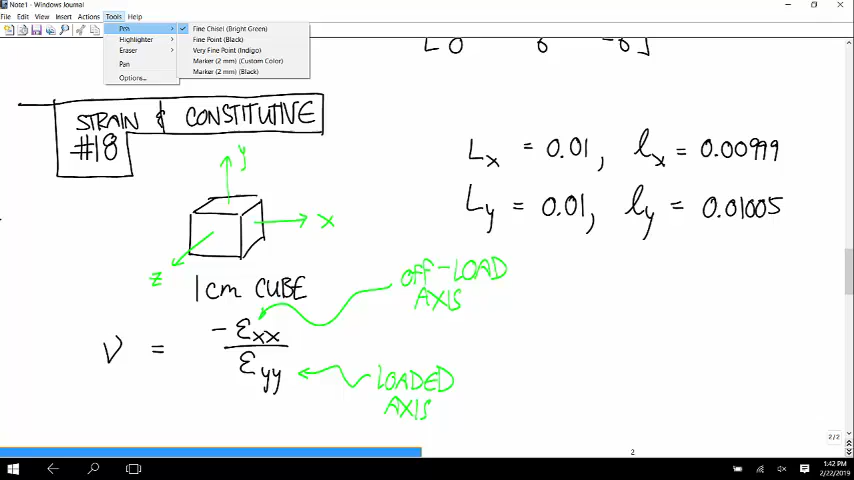 Note1 - Windows Journal
File Edit View Insert Actions Tools Help
Pen
Highlighter
Eraser
Pan
Options...
Fine Chisel (Bright Green)
Fine Point (Black)
Very Fine Point (Indigo)
Marker (2 mm) (Custom Color)
Marker (2 mm) (Black)
[0 0 -6]
STRAIN & CONSTITUTIVE
#18
y
x
z
1cm CUBE
Lx = 0.01, lx = 0.00999
Ly = 0.01, ly = 0.01005
OFF-LOAD
AXIS
ν = -εxx
εyy
LOADED
AXIS
2/2
2
1:42 PM
2/22/2019